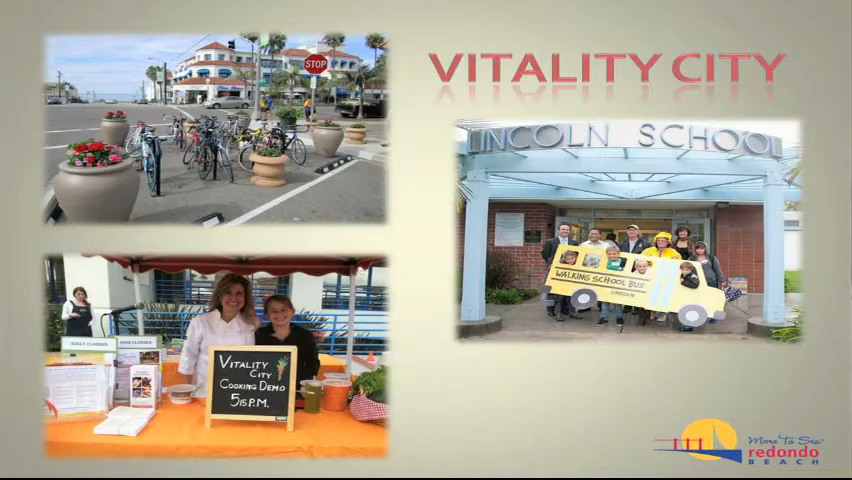 VITALITY CITY
STOP
LINCOLN SCHOOL
WALKING SCHOOL BUS
LINCOLN
ADULT CLASSES
KIDS CLASSES
VITALITY
CITY
COOKING DEMO
5:15 P.M.
More To Sea
redondo
BEACH